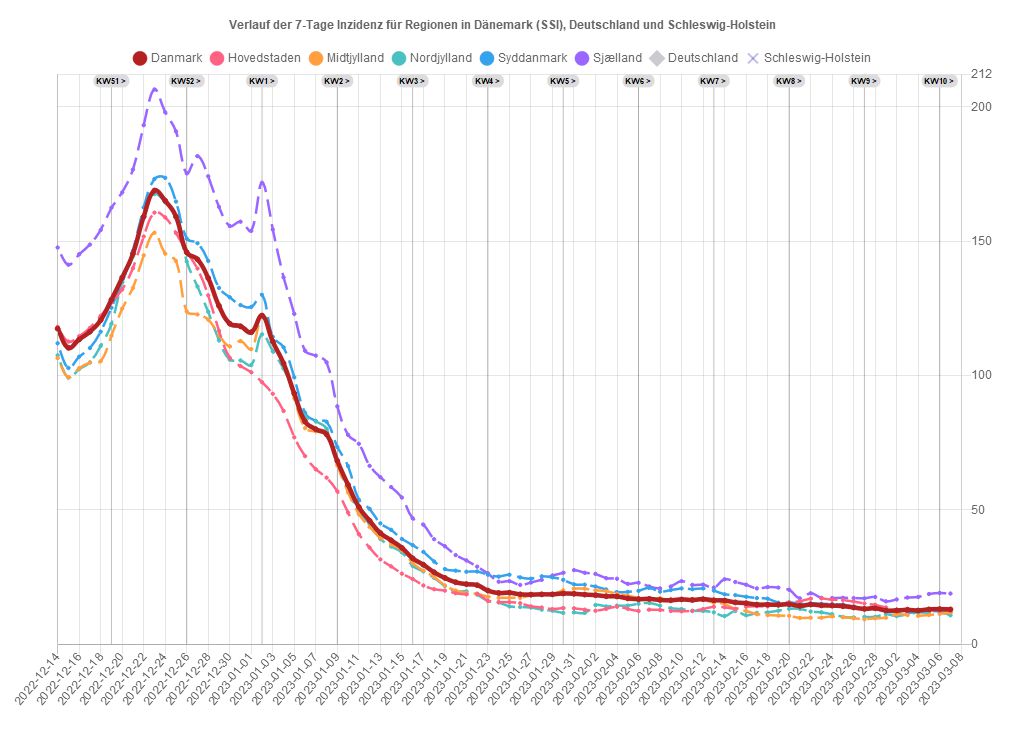 Verlauf der 7-Tage Inzidenz für Regionen in Dänemark (SSI), Deutschland und Schleswig-Holstein
Danmark Hovedstaden Midtjylland Nordjylland Syddanmark Sjælland Deutschland Schleswig-Holstein
KW51 > KW52 > KW1 > KW2 > KW3 > KW4 > KW5 > KW6 > KW7 > KW8 > KW9 > KW10 >
212
200
150
100
50
0
2022-12-14 2022-12-16 2022-12-18 2022-12-20 2022-12-22 2022-12-24 2022-12-26 2022-12-28 2022-12-30 2023-01-01 2023-01-03 2023-01-05 2023-01-07 2023-01-09 2023-01-11 2023-01-13 2023-01-15 2023-01-17 2023-01-19 2023-01-21 2023-01-23 2023-01-25 2023-01-27 2023-01-29 2023-01-31 2023-02-02 2023-02-04 2023-02-06 2023-02-08 2023-02-10 2023-02-12 2023-02-14 2023-02-16 2023-02-18 2023-02-20 2023-02-22 2023-02-24 2023-02-26 2023-02-28 2023-03-02 2023-03-04 2023-03-06 2023-03-08